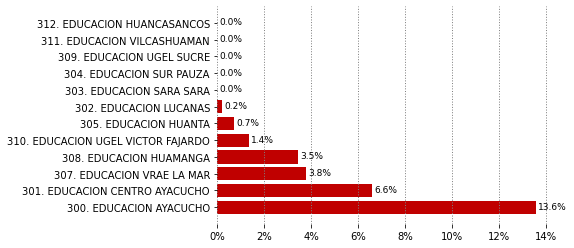 312. EDUCACION HUANCASANCOS 0.0%
311. EDUCACION VILCASHUAMAN 0.0%
309. EDUCACION UGEL SUCRE 0.0%
304. EDUCACION SUR PAUZA 0.0%
303. EDUCACION SARA SARA 0.0%
302. EDUCACION LUCANAS 0.2%
305. EDUCACION HUANTA 0.7%
310. EDUCACION UGEL VICTOR FAJARDO 1.4%
308. EDUCACION HUAMANGA 3.5%
307. EDUCACION VRAE LA MAR 3.8%
301. EDUCACION CENTRO AYACUCHO 6.6%
300. EDUCACION AYACUCHO 13.6%
0% 2% 4% 6% 8% 10% 12% 14%